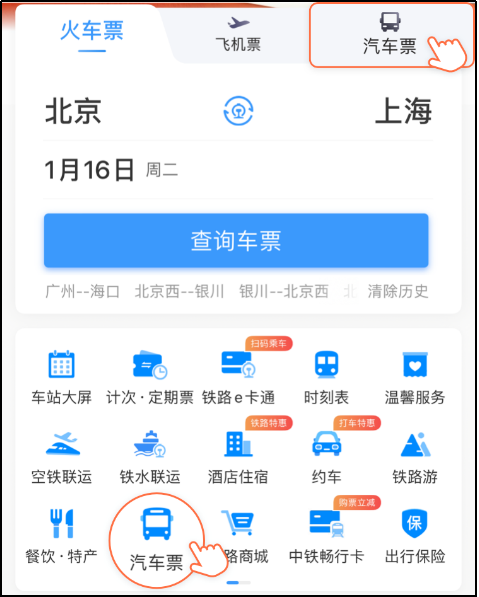 火车票
飞机票
汽车票
北京
上海
1月16日 周二
查询车票
广州--海口 北京西--银川 银川--北京西 北 清除历史
扫码乘车
车站大屏 计次·定期票 铁路e卡通 时刻表 温馨服务
铁路特惠 打车特惠
空铁联运 铁水联运 酒店住宿 约车 铁路游
购票立减
保
餐饮·特产 汽车票 路商城 中铁畅行卡 出行保险